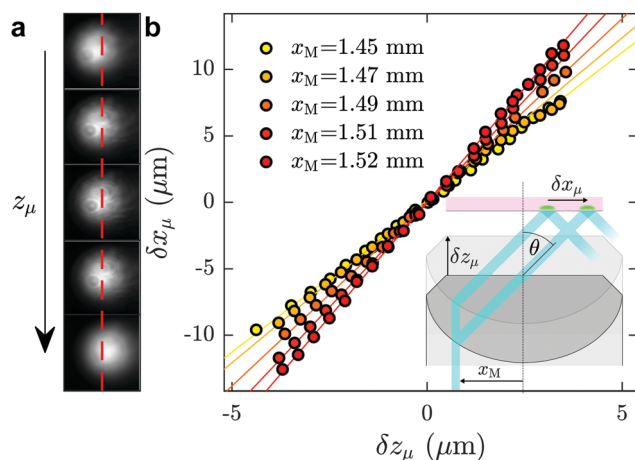 a
b
z_μ
δx_μ (μm)
10
5
0
-5
-10
x_M=1.45 mm
x_M=1.47 mm
x_M=1.49 mm
x_M=1.51 mm
x_M=1.52 mm
δx_μ
δz_μ
θ
x_M
-5
0
5
δz_μ (μm)